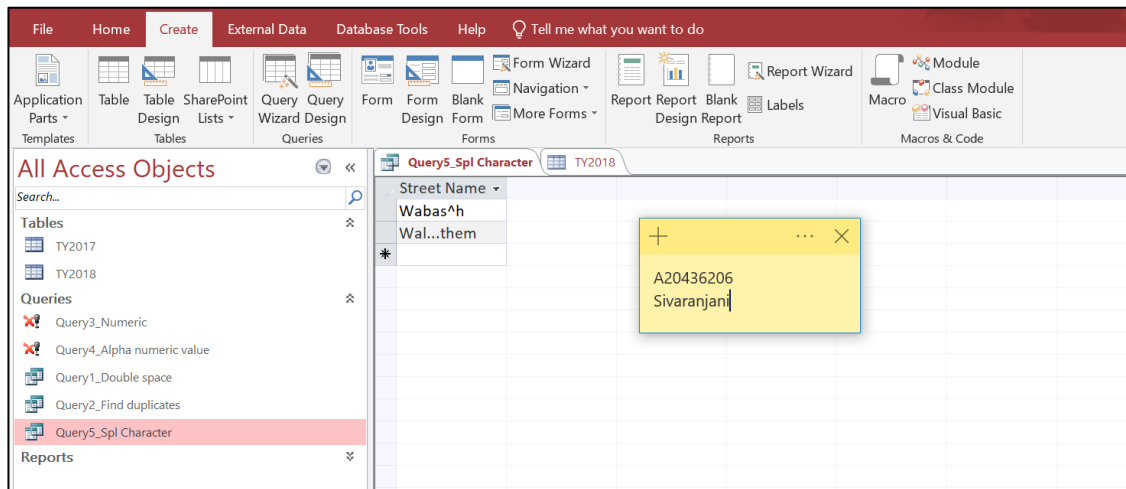 File Home Create External Data Database Tools Help Tell me what you want to do
Application Parts Table Table Design SharePoint Lists Query Wizard Query Design Form Form Design Blank Form Form Wizard Navigation More Forms Report Report Design Blank Report Report Wizard Labels Macro Module Class Module Visual Basic
Templates Tables Queries Forms Reports Macros & Code
All Access Objects
Search...
Tables
TY2017
TY2018
Queries
Query3_Numeric
Query4_Alpha numeric value
Query1_Double space
Query2_Find duplicates
Query5_Spl Character
Reports
Query5_Spl Character TY2018
Street Name
Wabas^h
Wal...them
A20436206
Sivaranjani